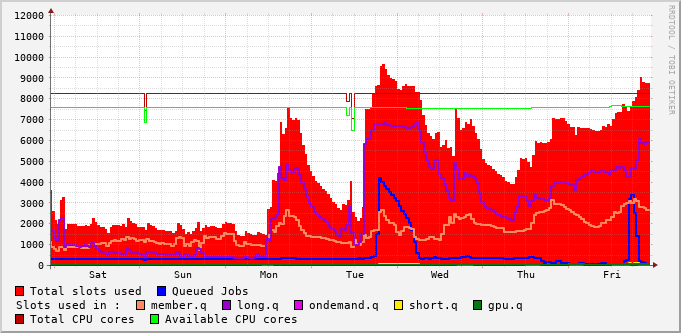 12000
11000
10000
9000
8000
7000
6000
5000
4000
3000
2000
1000
0
Sat Sun Mon Tue Wed Thu Fri
RRDTOOL / TOBI OETIKER
Total slots used Queued Jobs
Slots used in : member.q long.q ondemand.q short.q gpu.q
Total CPU cores Available CPU cores